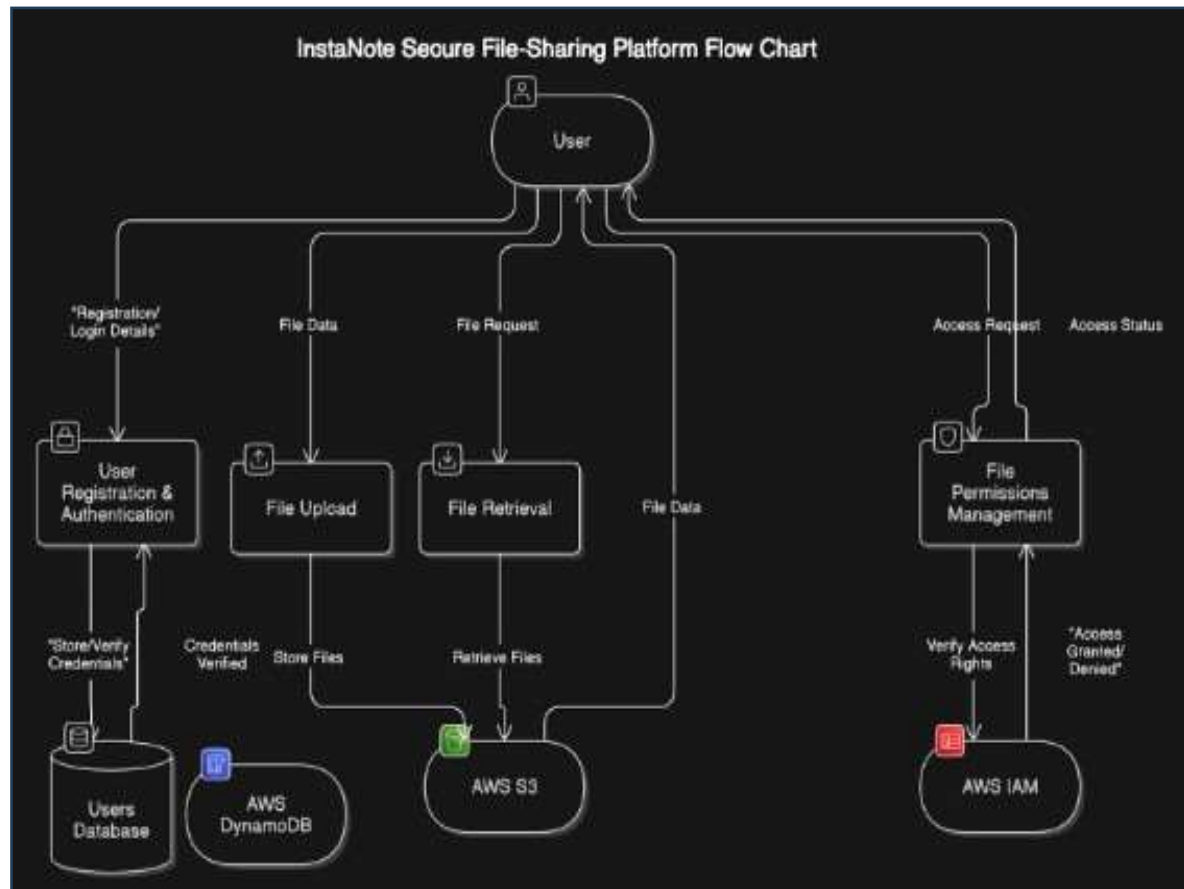 InstaNote Secure File-Sharing Platform Flow Chart
User
"Registration/
Login Details"
File Data
File Request
Access Request
Access Status
User
Registration &
Authentication
File Upload
File Retrieval
File Data
File
Permissions
Management
"Store/Verify
Credentials"
Credentials
Verified
Store Files
Retrieve Files
Verify Access
Rights
"Access
Granted/
Denied"
Users
Database
AWS
DynamoDB
AWS S3
AWS IAM